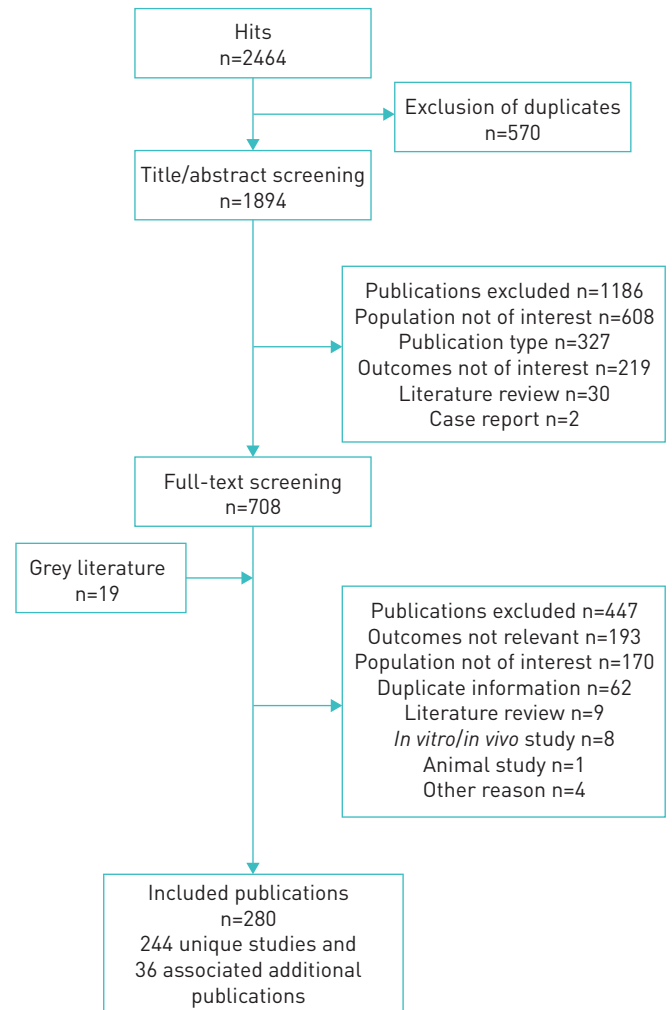 Hits
n=2464
Exclusion of duplicates
n=570
Title/abstract screening
n=1894
Publications excluded n=1186
Population not of interest n=608
Publication type n=327
Outcomes not of interest n=219
Literature review n=30
Case report n=2
Full-text screening
n=708
Grey literature
n=19
Publications excluded n=447
Outcomes not relevant n=193
Population not of interest n=170
Duplicate information n=62
Literature review n=9
In vitro/in vivo study n=8
Animal study n=1
Other reason n=4
Included publications
n=280
244 unique studies and
36 associated additional
publications